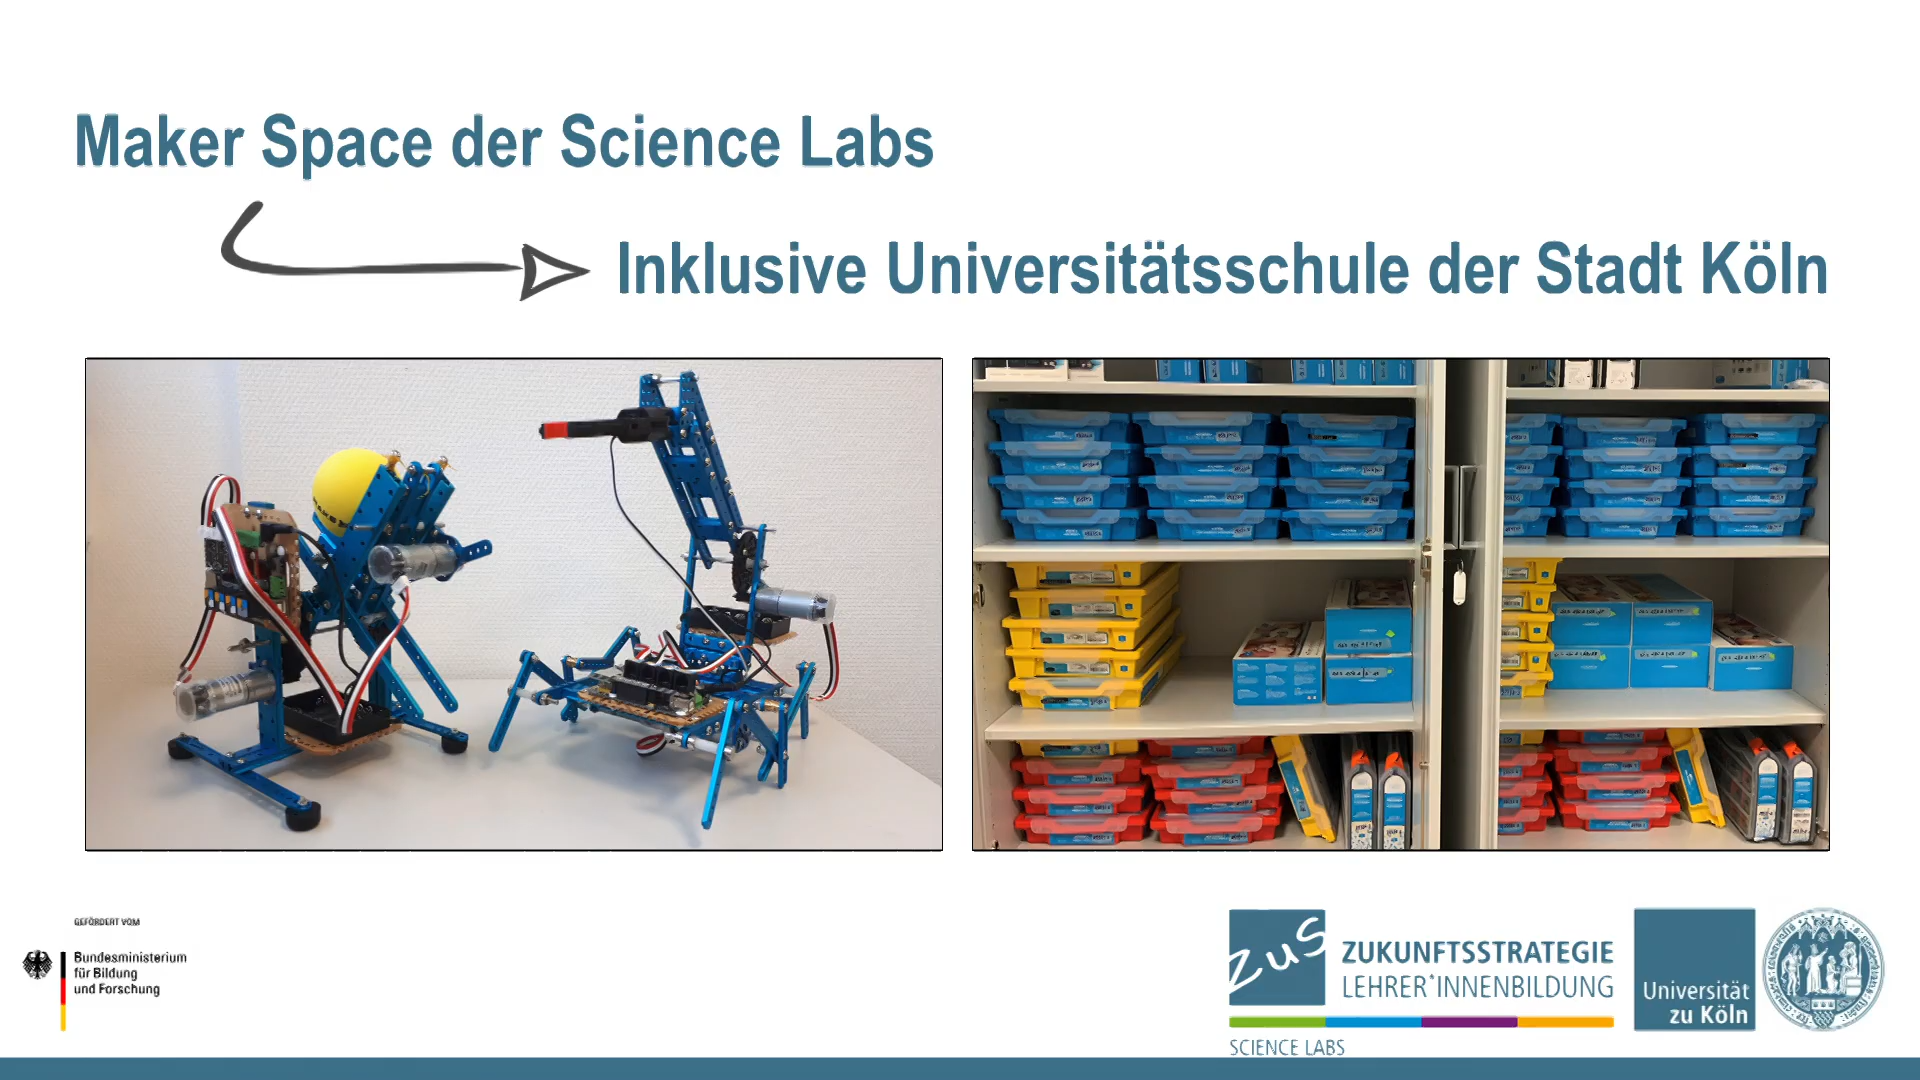 Maker Space der Science Labs
Inklusive Universitätsschule der Stadt Köln
GEFÖRDERT VOM
Bundesministerium
für Bildung
und Forschung
ZuS
ZUKUNFTSSTRATEGIE
LEHRER*INNENBILDUNG
SCIENCE LABS
Universität
zu Köln